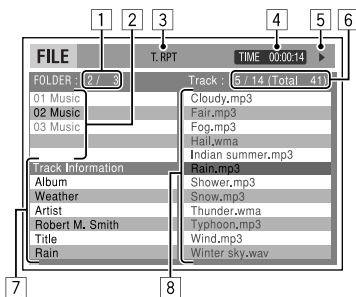 1 2 3 4 5 6
FILE T. RPT TIME 00:00:14
FOLDER : 2 / 3 Track : 5 / 14 (Total 41)
01 Music
02 Music
03 Music
Track Information
Album
Weather
Artist
Robert M. Smith
Title
Rain
Cloudy.mp3
Fair.mp3
Fog.mp3
Hail.wma
Indian summer.mp3
Rain.mp3
Shower.mp3
Snow.mp3
Thunder.wma
Typhoon.mp3
Wind.mp3
Winter sky.wav
7 8